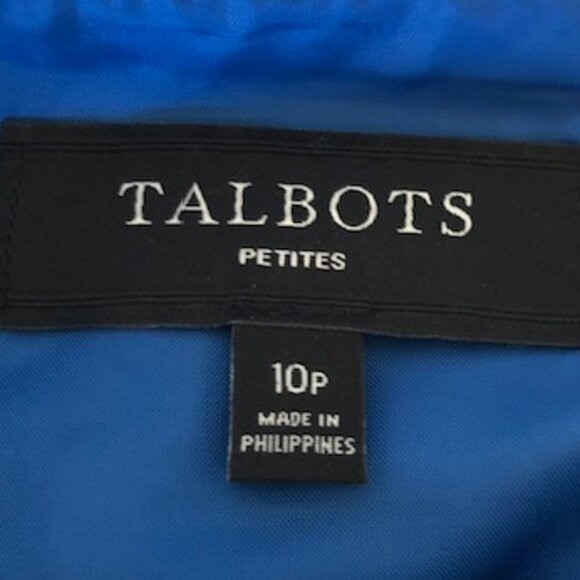 TALBOTS
PETITES
10P
MADE IN
PHILIPPINES